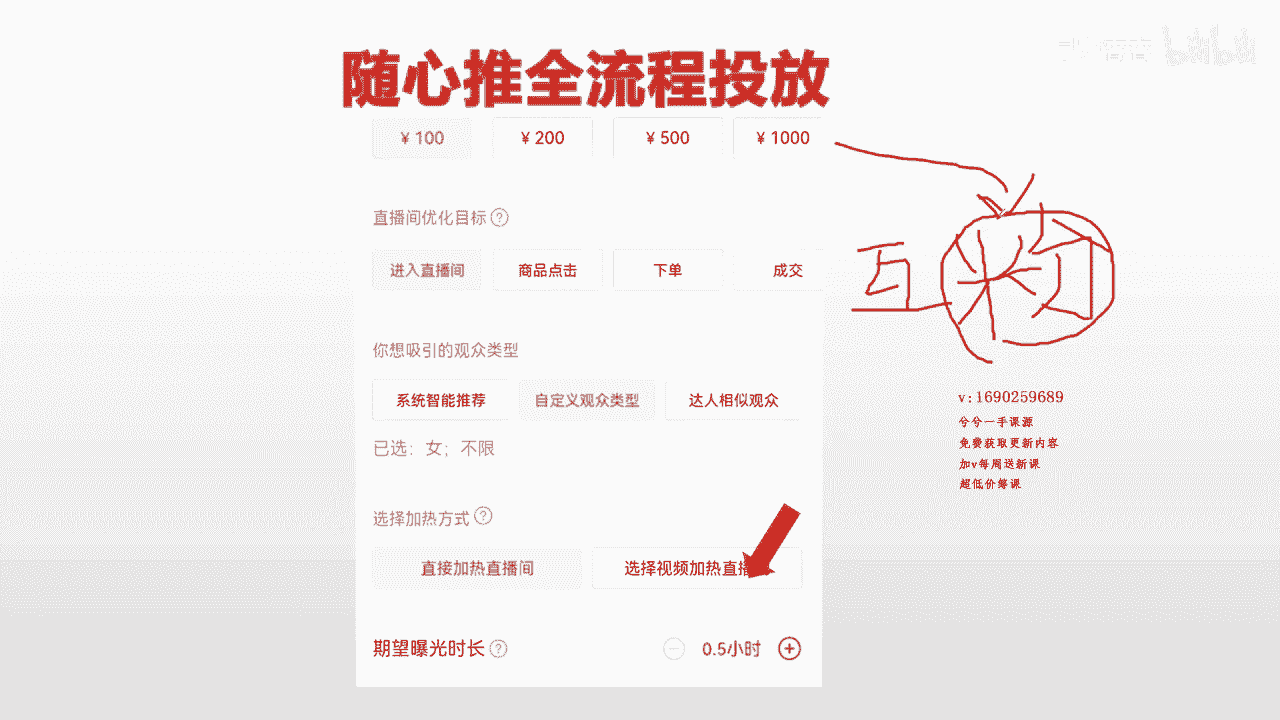 随心推全流程投放
bilibili
¥ 100 ¥ 200 ¥ 500 ¥ 1000
直播间优化目标 ?
进入直播间 商品点击 下单 成交
互
你想吸引的观众类型
系统智能推荐 自定义观众类型 达人相似观众
已选：女；不限
v:1690259689
兮兮一手课源
免费获取更新内容
加v每周送新课
超低价筹课
选择加热方式 ?
直接加热直播间 选择视频加热直播
期望曝光时长 ? 0.5小时